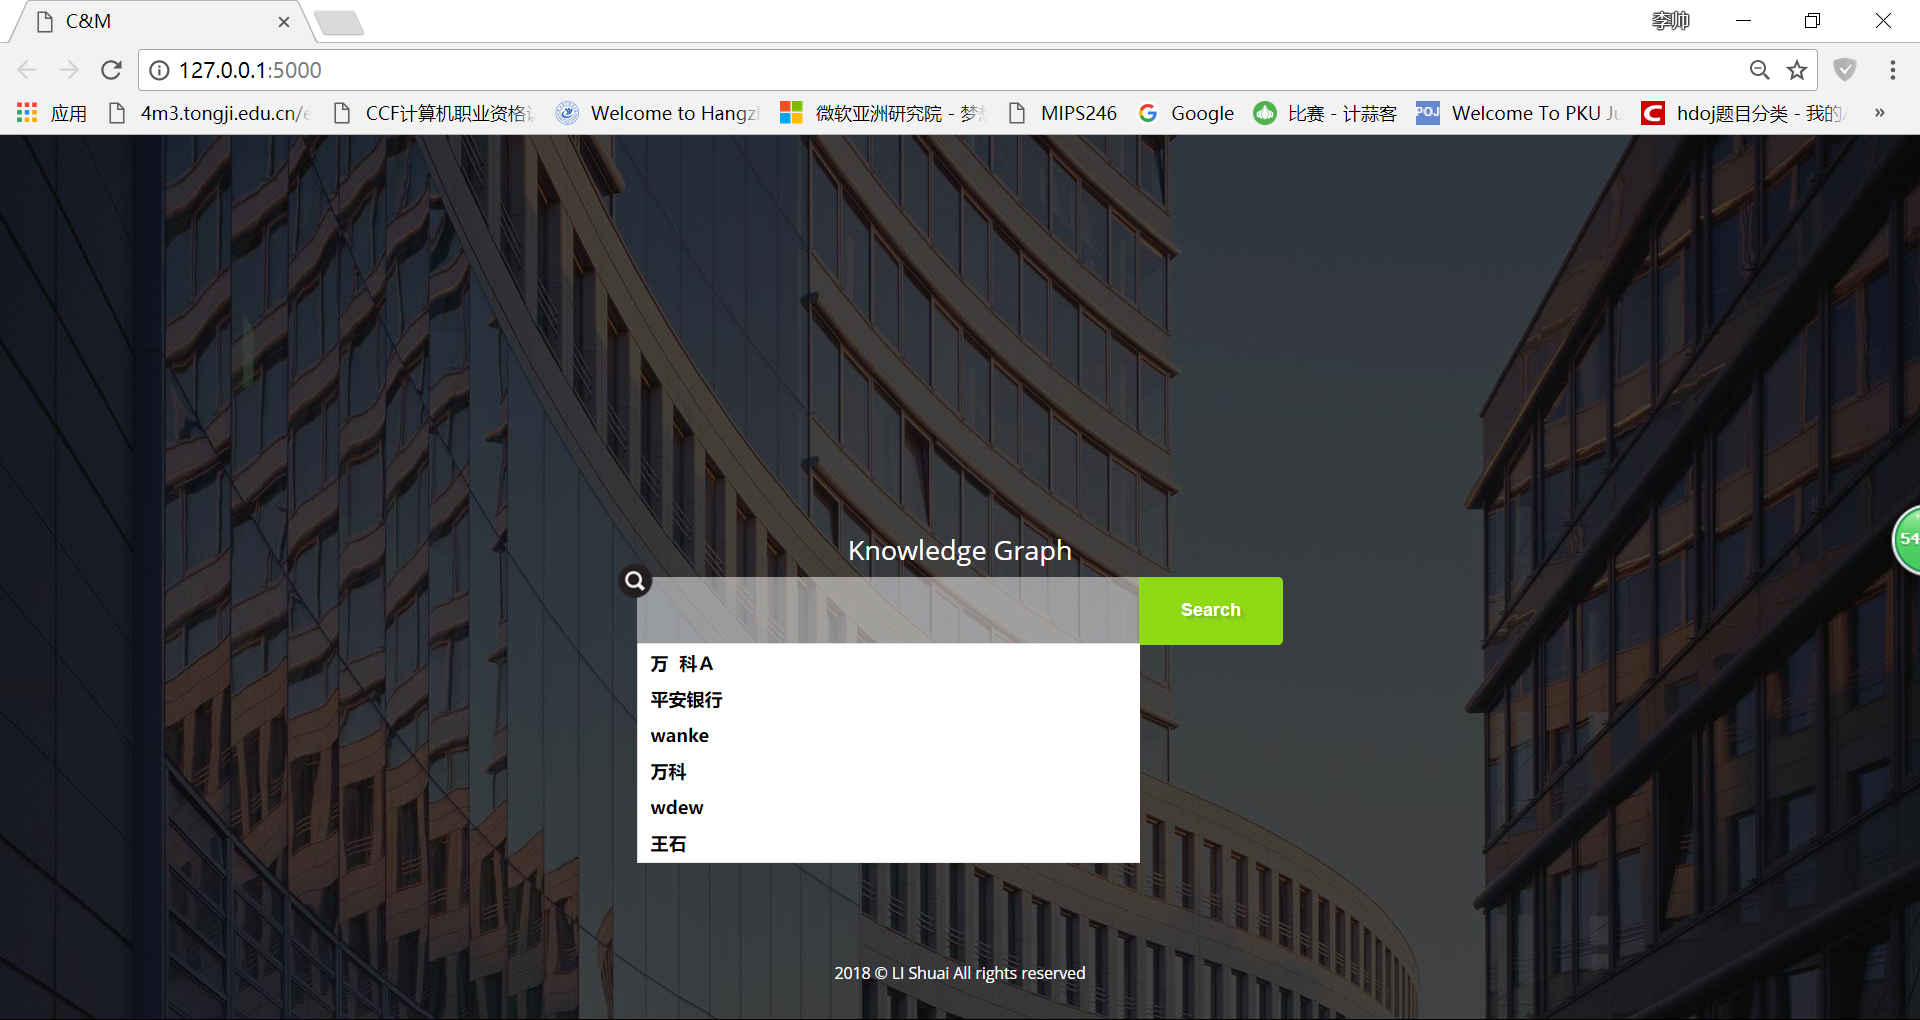 C&M
李帅
127.0.0.1:5000
应用
4m3.tongji.edu.cn/e
CCF计算机职业资格认
Welcome to Hangz
微软亚洲研究院 - 梦
MIPS246
Google
比赛 - 计蒜客
POJ
Welcome To PKU Ju
hdoj题目分类 - 我的
»
Knowledge Graph
Search
万  科A
平安银行
wanke
万科
wdew
王石
54
2018 © LI Shuai All rights reserved